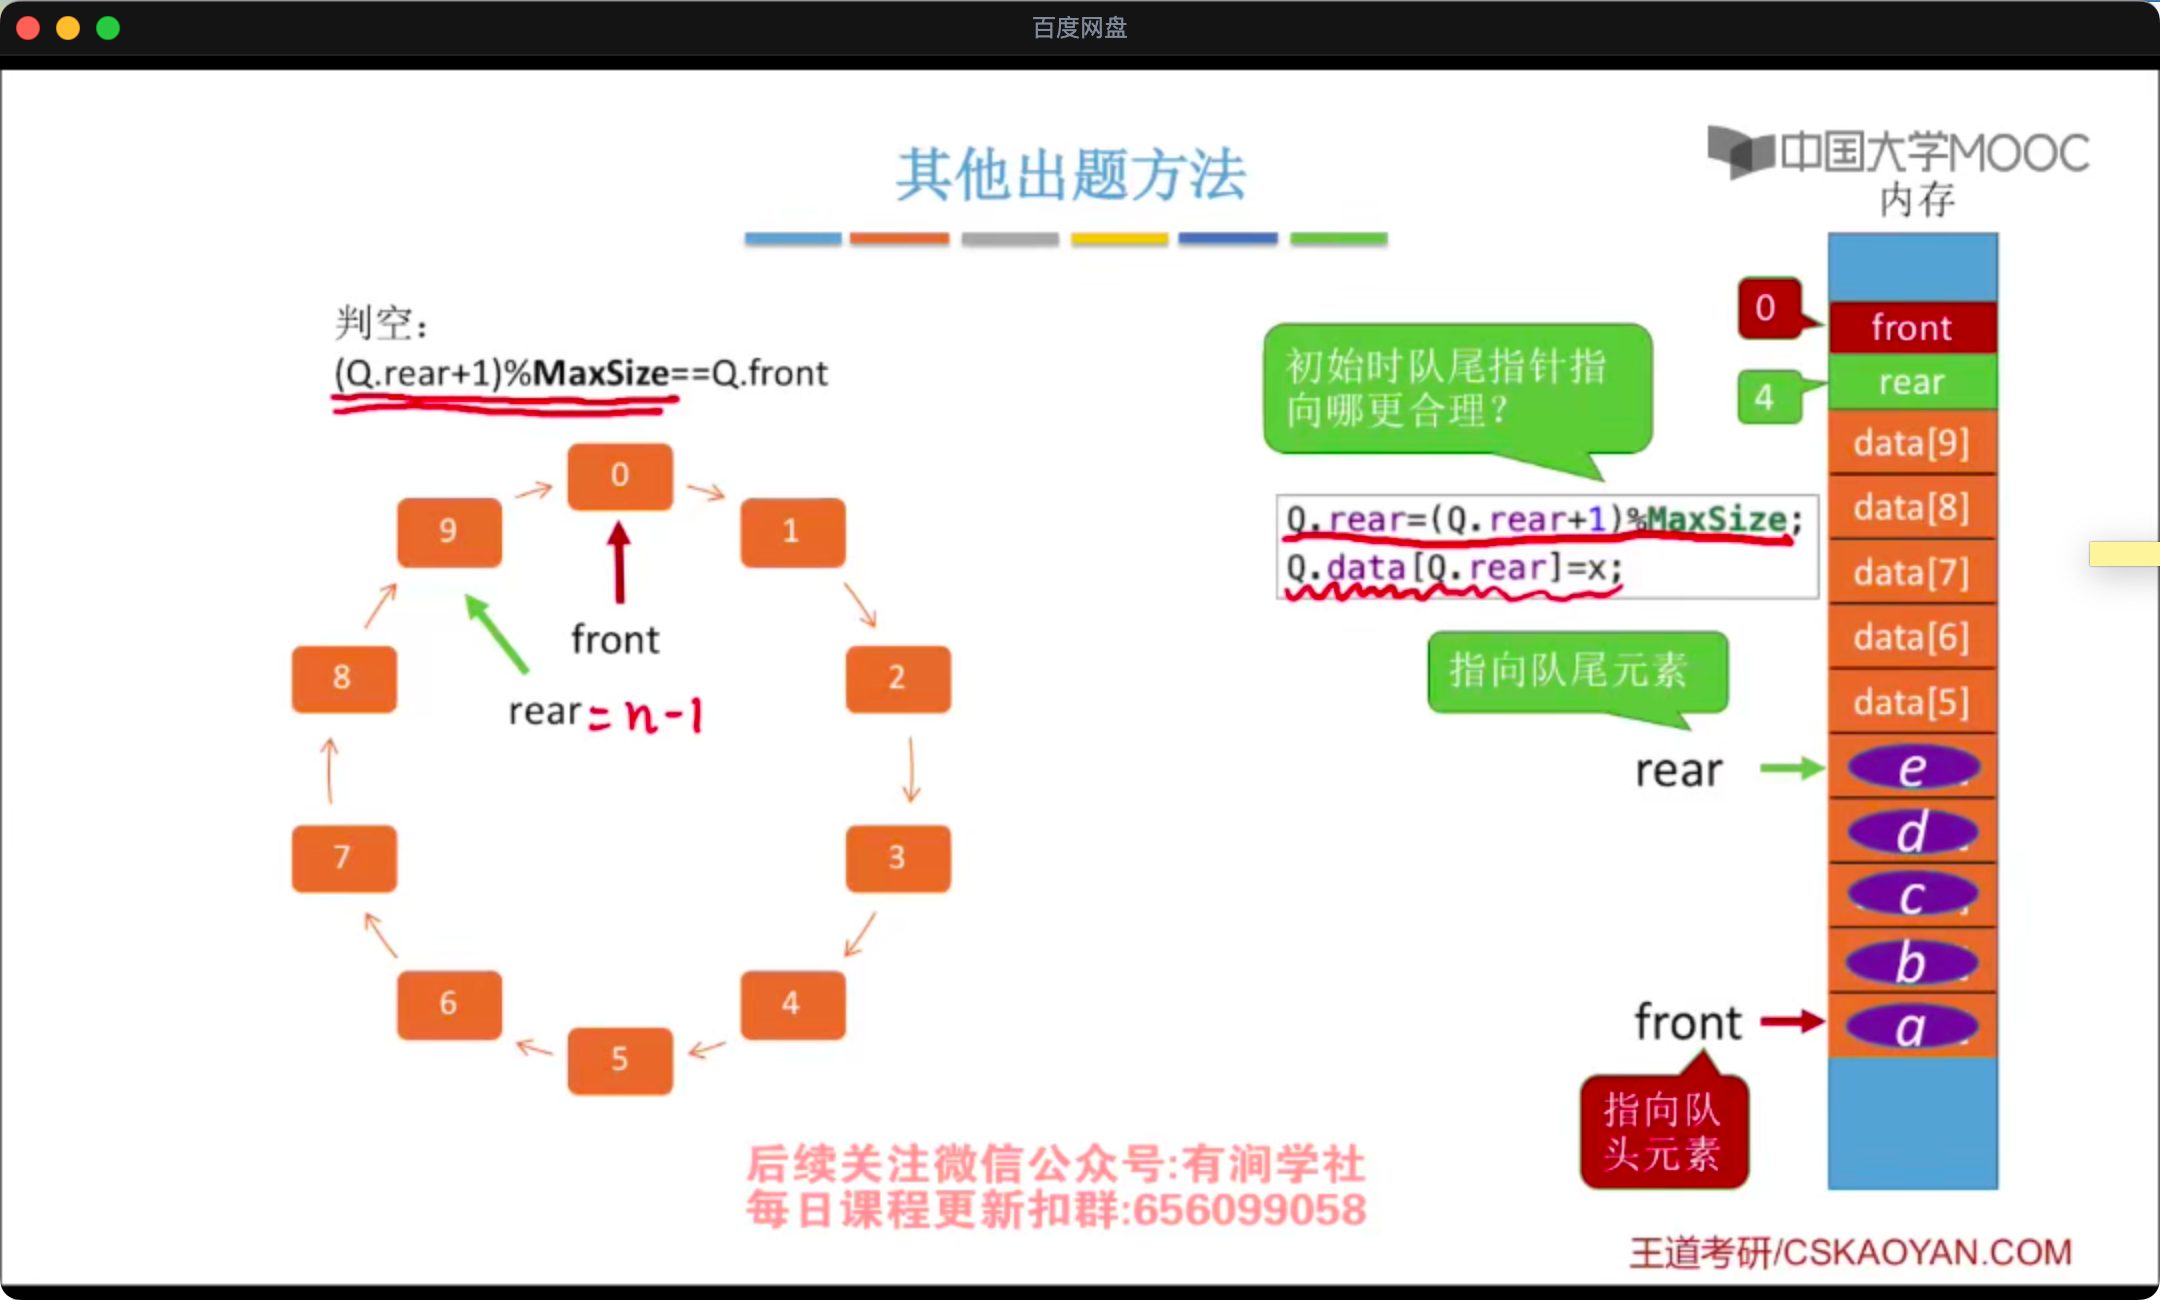 百度网盘
其他出题方法
中国大学MOOC
内存
判空：
(Q.rear+1)%MaxSize==Q.front
初始时队尾指针指
向哪更合理？
Q.rear=(Q.rear+1)%MaxSize;
Q.data[Q.rear]=x;
指向队尾元素
0
1
2
3
4
5
6
7
8
9
front
rear = n-1
0
front
4
rear
data[9]
data[8]
data[7]
data[6]
data[5]
rear
e
d
c
b
front
a
指向队
头元素
后续关注微信公众号:有涧学社
每日课程更新扣群:656099058
王道考研/CSKAOYAN.COM